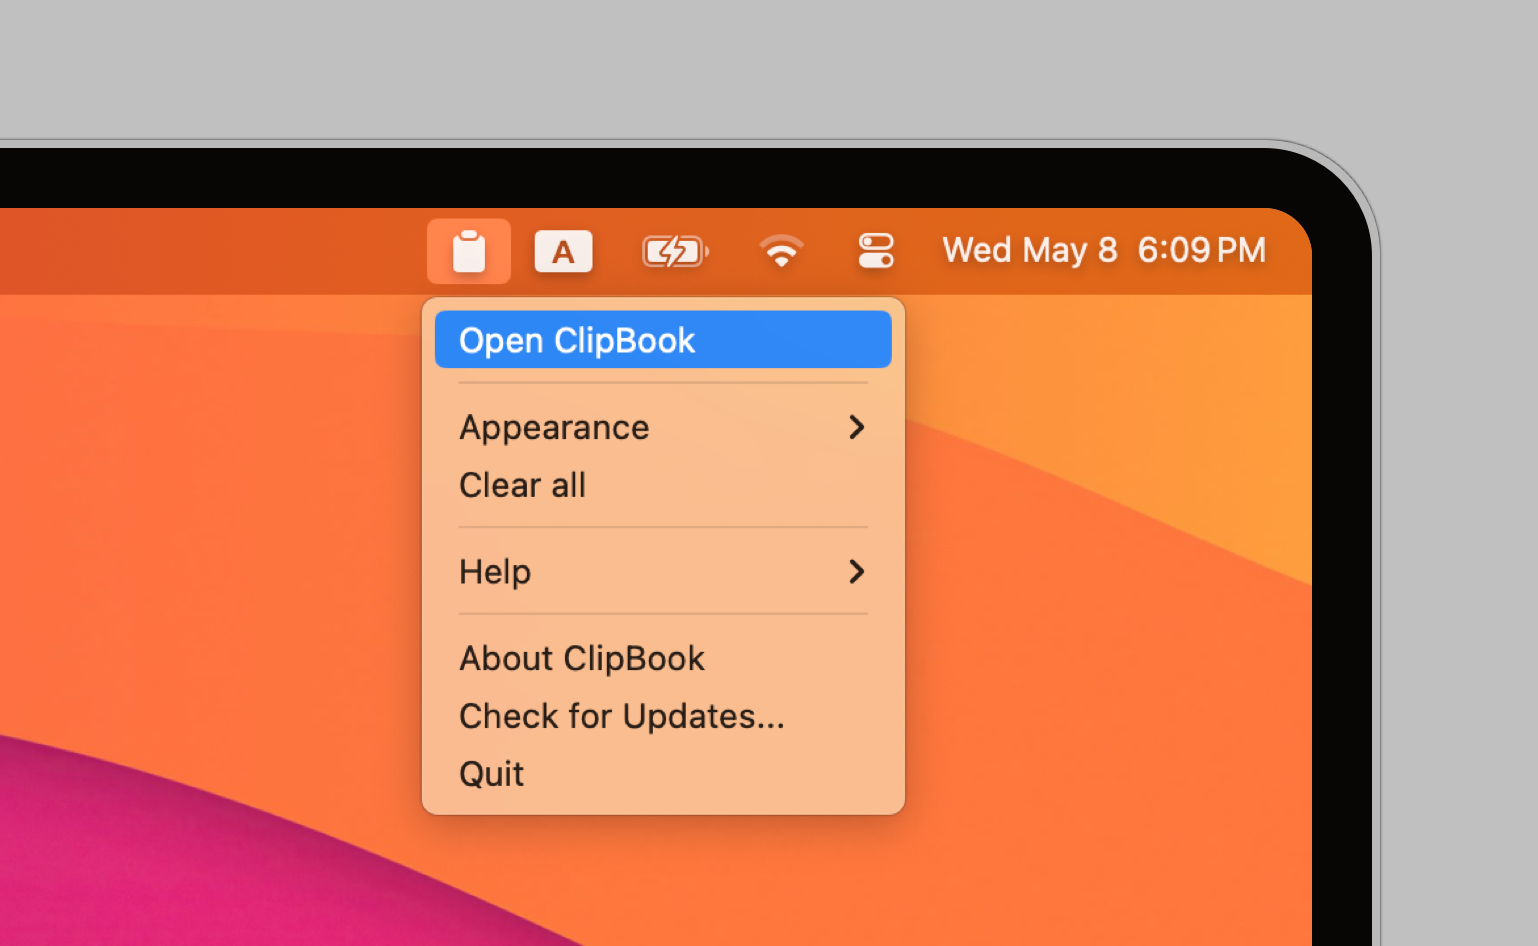 A
Wed May 8 6:09 PM
Open ClipBook
Appearance
Clear all
Help
About ClipBook
Check for Updates...
Quit